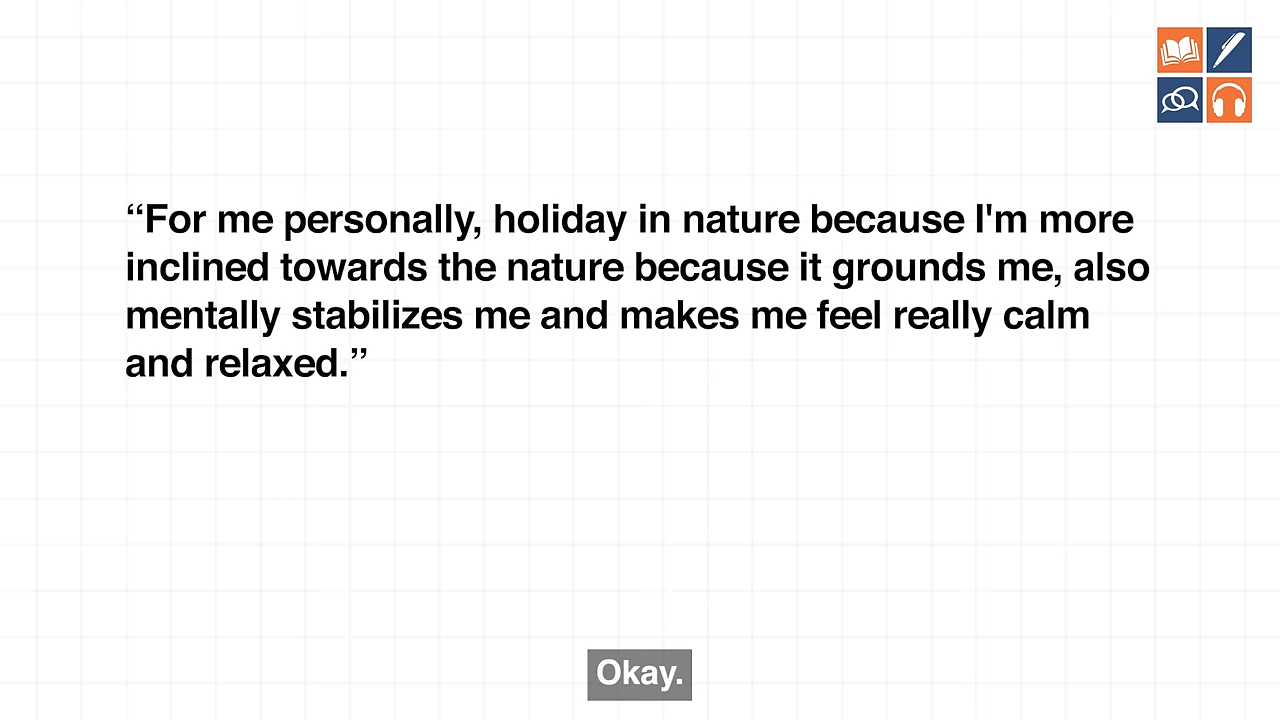 “For me personally, holiday in nature because I'm more
inclined towards the nature because it grounds me, also
mentally stabilizes me and makes me feel really calm
and relaxed.”
Okay.